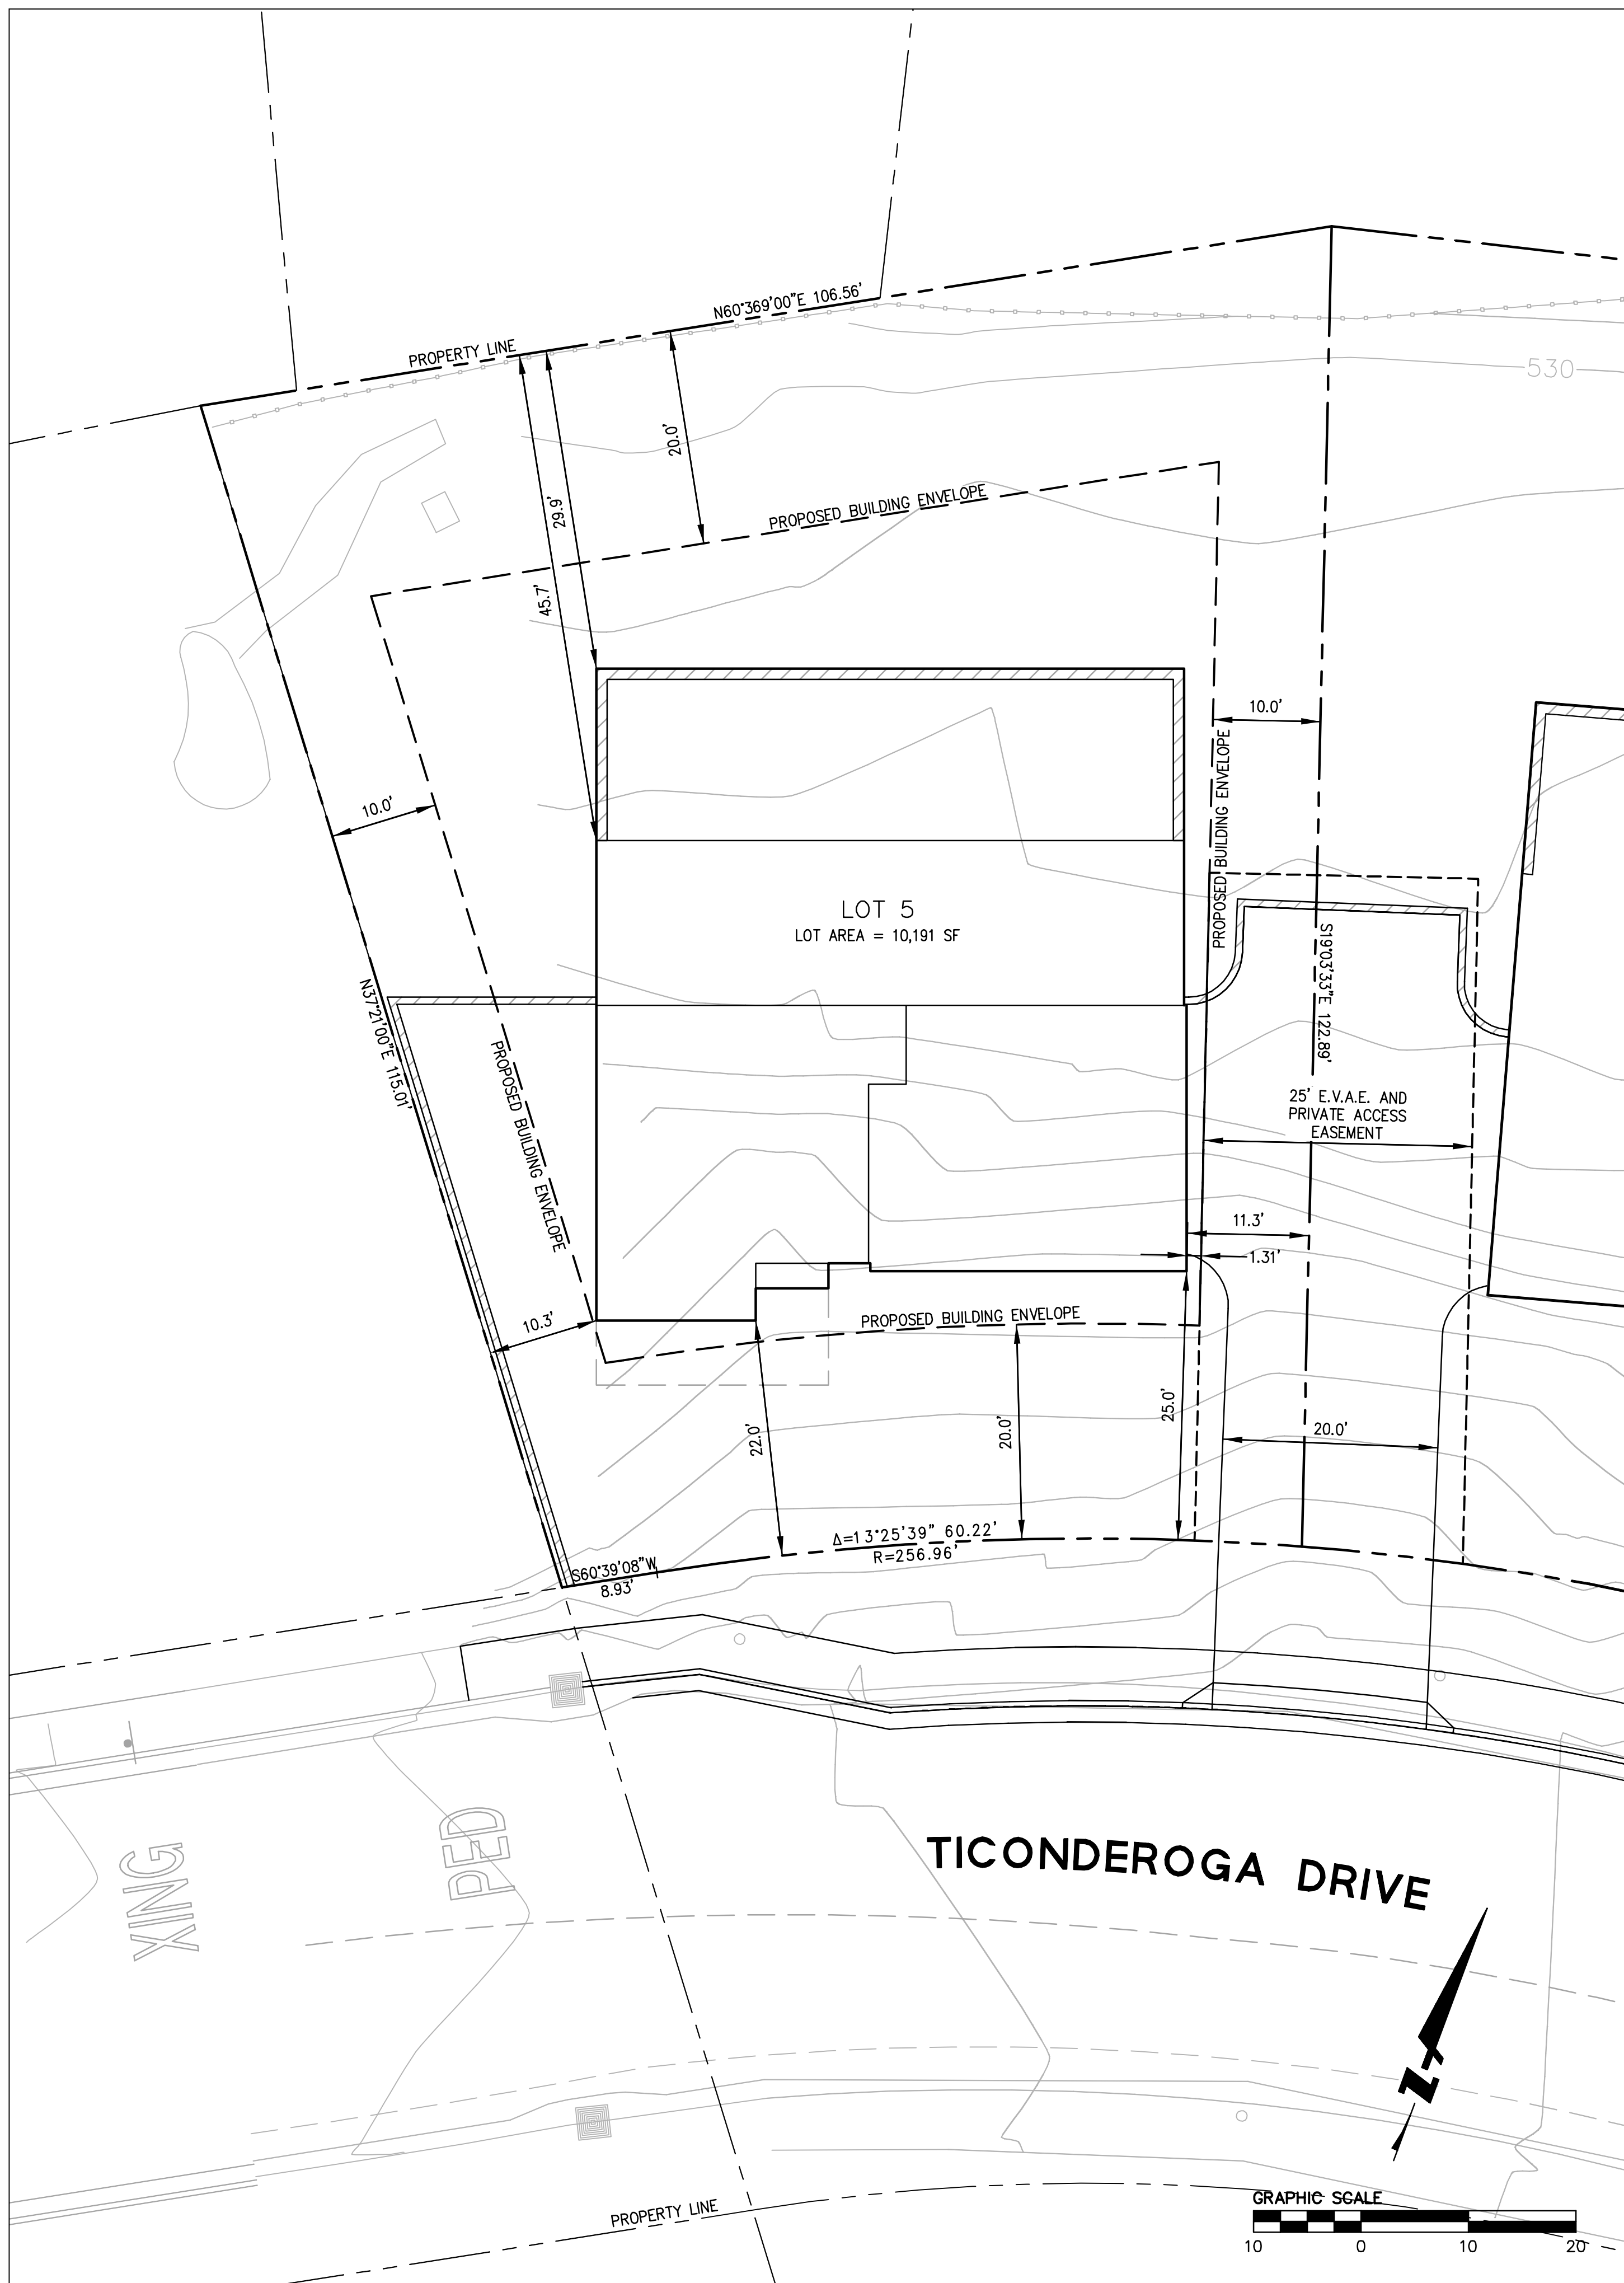 N60°369'00"E 106.56'
PROPERTY LINE
530
20.0'
29.9'
PROPOSED BUILDING ENVELOPE
45.7'
10.0'
PROPOSED BUILDING ENVELOPE
10.0'
LOT 5
LOT AREA = 10,191 SF
S19°03'33"E 122.89'
N37°21'00"E 115.01'
PROPOSED BUILDING ENVELOPE
25' E.V.A.E. AND
PRIVATE ACCESS
EASEMENT
11.3'
1.31'
10.3'
PROPOSED BUILDING ENVELOPE
22.0'
20.0'
25.0'
20.0'
Δ=13°25'39" 60.22'
R=256.96'
S60°39'08"W
8.93'
XING
PED
TICONDEROGA DRIVE
N
PROPERTY LINE
GRAPHIC SCALE
10 0 10 20